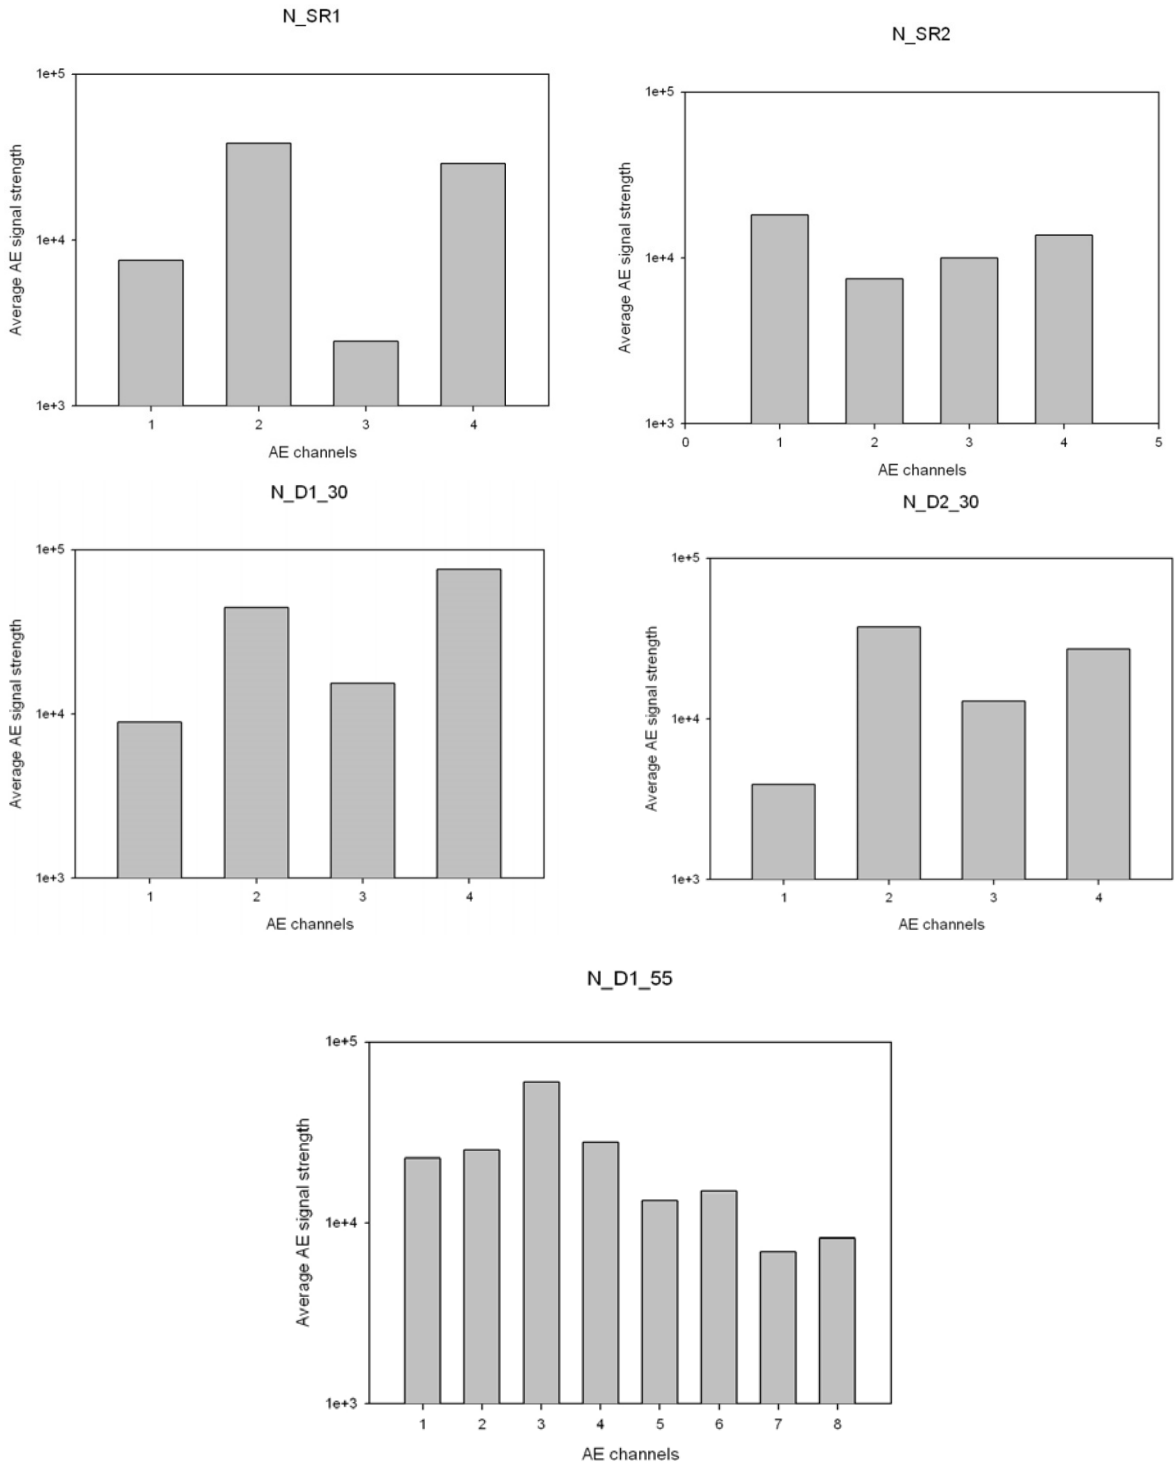 N_SR1
1e+5
1e+4
1e+3
Average AE signal strength
1 2 3 4
AE channels
N_SR2
1e+5
1e+4
1e+3
Average AE signal strength
0 1 2 3 4 5
AE channels
N_D1_30
1e+5
1e+4
1e+3
Average AE signal strength
1 2 3 4
AE channels
N_D2_30
1e+5
1e+4
1e+3
Average AE signal strength
1 2 3 4
AE channels
N_D1_55
1e+5
1e+4
1e+3
Average AE signal strength
1 2 3 4 5 6 7 8
AE channels